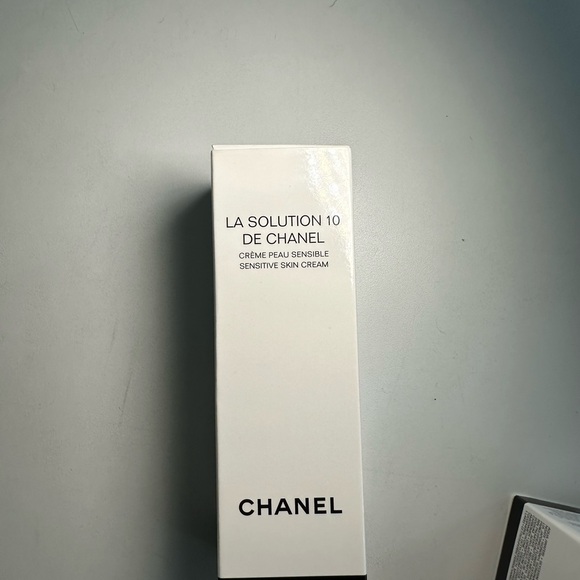 LA SOLUTION 10
DE CHANEL
CRÈME PEAU SENSIBLE
SENSITIVE SKIN CREAM
CHANEL